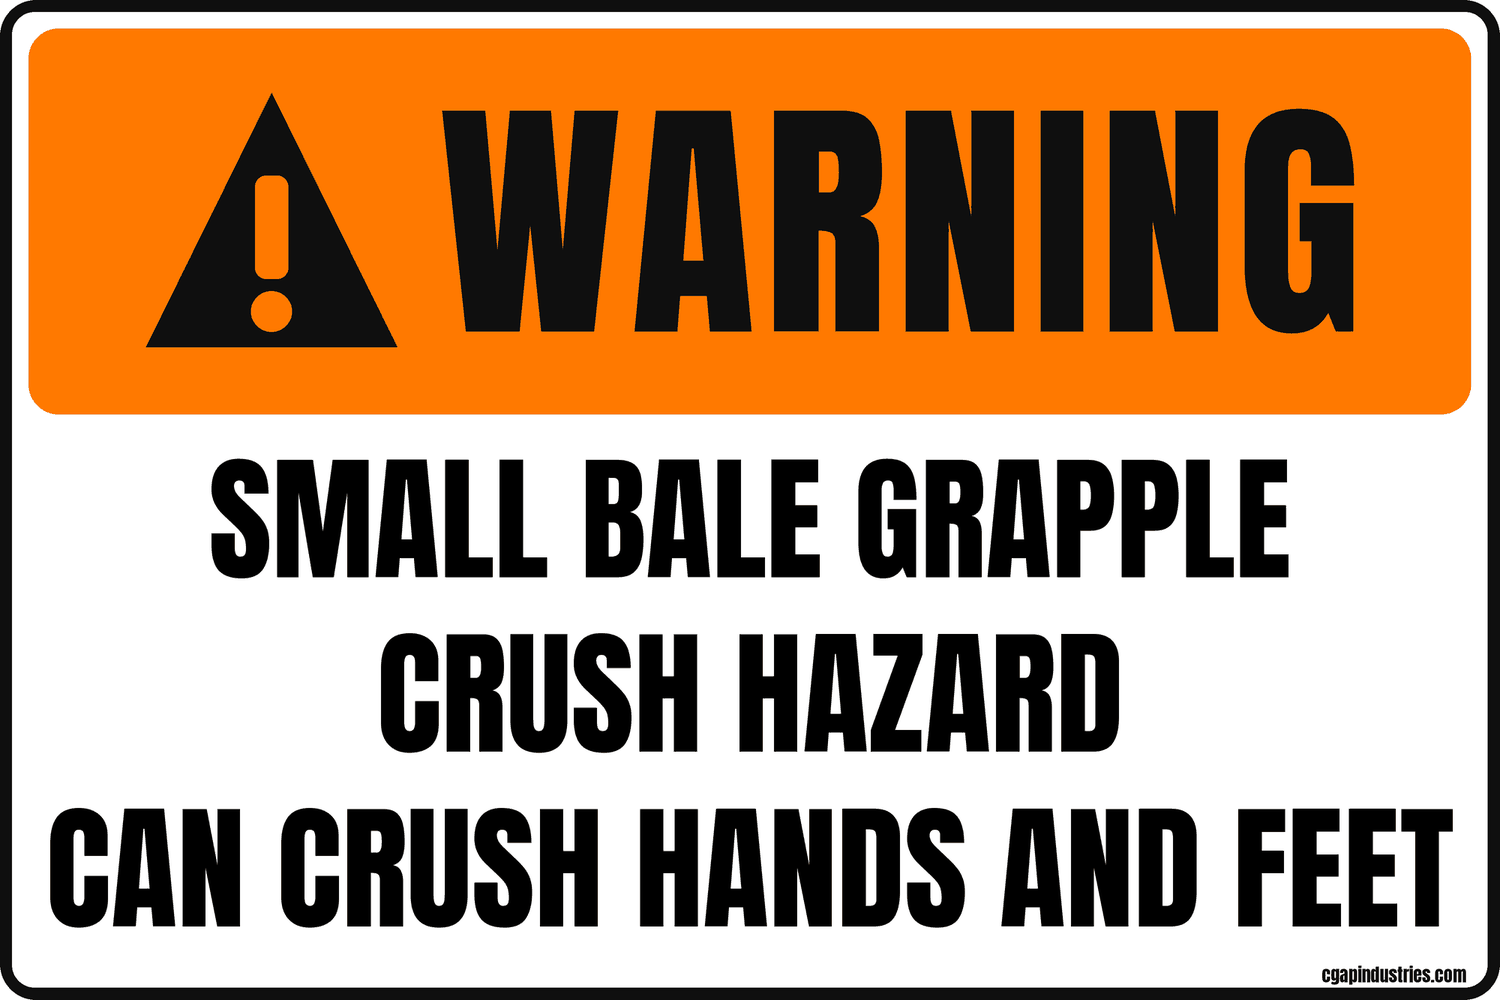 WARNING
SMALL BALE GRAPPLE
CRUSH HAZARD
CAN CRUSH HANDS AND FEET
cgapindustries.com